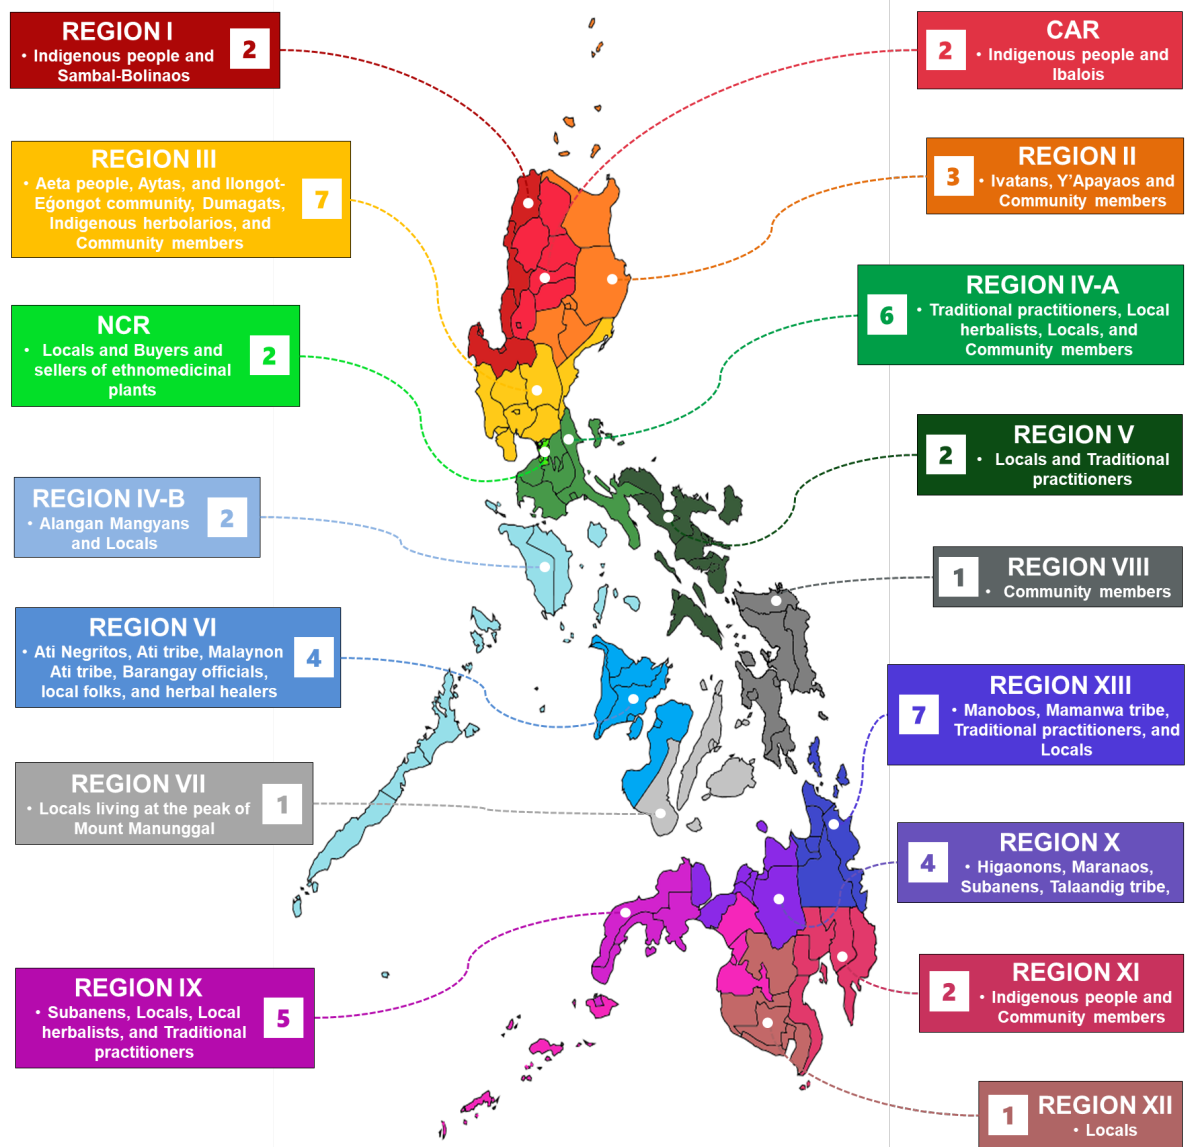 REGION I
• Indigenous people and
Sambal-Bolinaos
2
REGION III
• Aeta people, Aytas, and Ilongot-
Eǵongot community, Dumagats,
Indigenous herbolarios, and
Community members
7
NCR
• Locals and Buyers and
sellers of ethnomedicinal
plants
2
REGION IV-B
• Alangan Mangyans
and Locals
2
REGION VI
• Ati Negritos, Ati tribe, Malaynon
Ati tribe, Barangay officials,
local folks, and herbal healers
4
REGION VII
• Locals living at the peak of
Mount Manunggal
1
REGION IX
• Subanens, Locals, Local
herbalists, and Traditional
practitioners
5
CAR
2
• Indigenous people and
Ibalois
REGION II
3
• Ivatans, Y’Apayaos and
Community members
REGION IV-A
6
• Traditional practitioners, Local
herbalists, Locals, and
Community members
REGION V
2
• Locals and Traditional
practitioners
REGION VIII
1
• Community members
REGION XIII
7
• Manobos, Mamanwa tribe,
Traditional practitioners, and
Locals
REGION X
4
• Higaonons, Maranaos,
Subanens, Talaandig tribe,
REGION XI
2
• Indigenous people and
Community members
REGION XII
1
• Locals